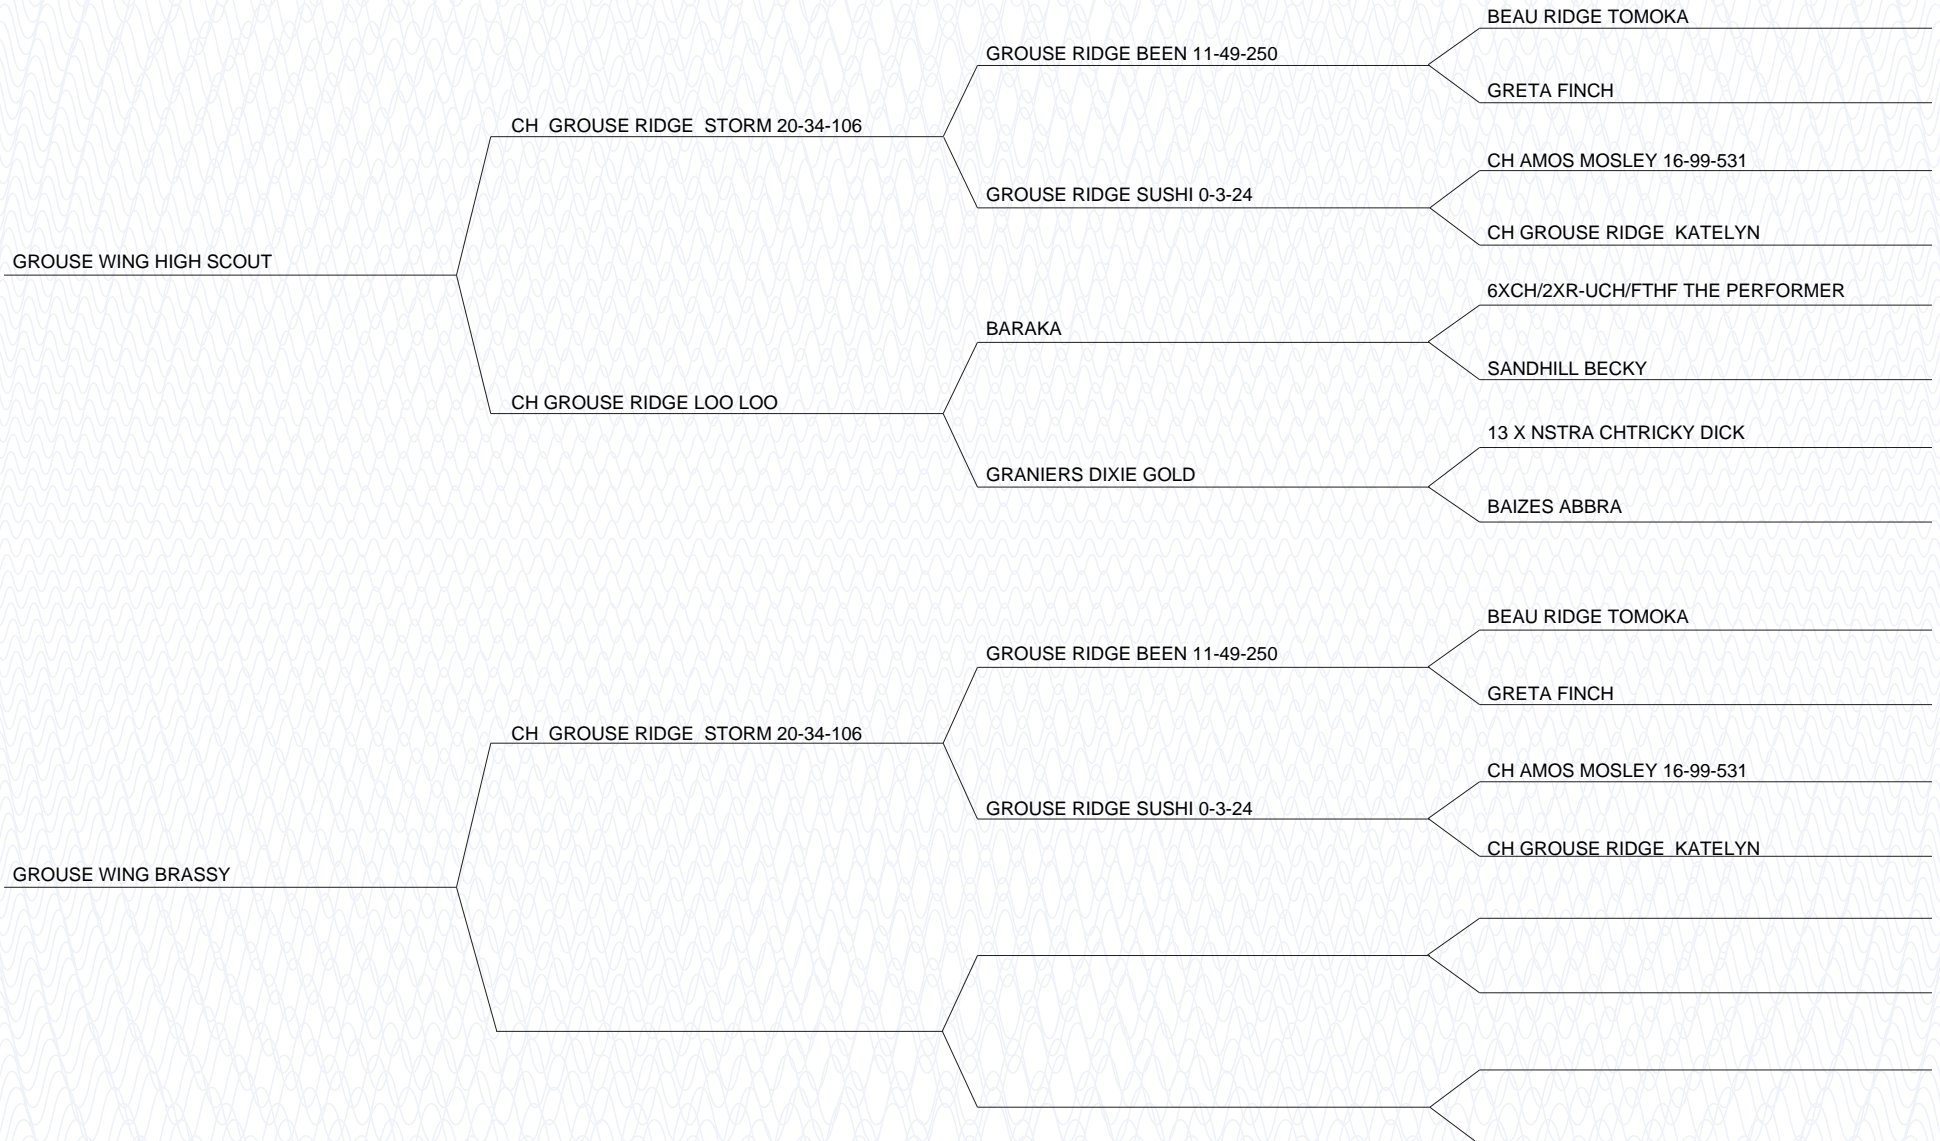 BEAU RIDGE TOMOKA
GROUSE RIDGE BEEN 11-49-250
GRETA FINCH
CH  GROUSE RIDGE  STORM 20-34-106
CH AMOS MOSLEY 16-99-531
GROUSE RIDGE SUSHI 0-3-24
CH GROUSE RIDGE  KATELYN
GROUSE WING HIGH SCOUT
6XCH/2XR-UCH/FTHF THE PERFORMER
BARAKA
SANDHILL BECKY
CH GROUSE RIDGE LOO LOO
13 X NSTRA CHTRICKY DICK
GRANIERS DIXIE GOLD
BAIZES ABBRA
BEAU RIDGE TOMOKA
GROUSE RIDGE BEEN 11-49-250
GRETA FINCH
CH  GROUSE RIDGE  STORM 20-34-106
CH AMOS MOSLEY 16-99-531
GROUSE RIDGE SUSHI 0-3-24
CH GROUSE RIDGE  KATELYN
GROUSE WING BRASSY